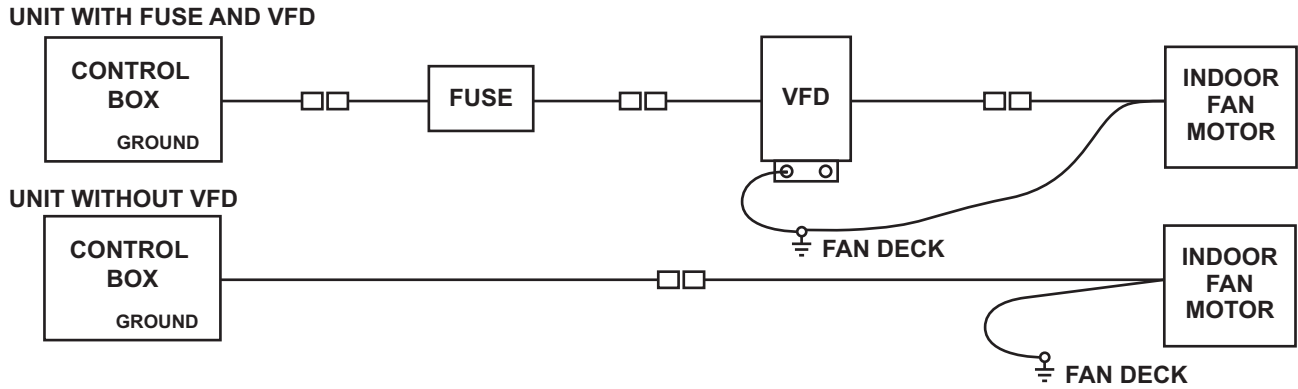 UNIT WITH FUSE AND VFD
CONTROL
BOX
GROUND
FUSE
VFD
INDOOR
FAN
MOTOR
FAN DECK
UNIT WITHOUT VFD
CONTROL
BOX
GROUND
INDOOR
FAN
MOTOR
FAN DECK